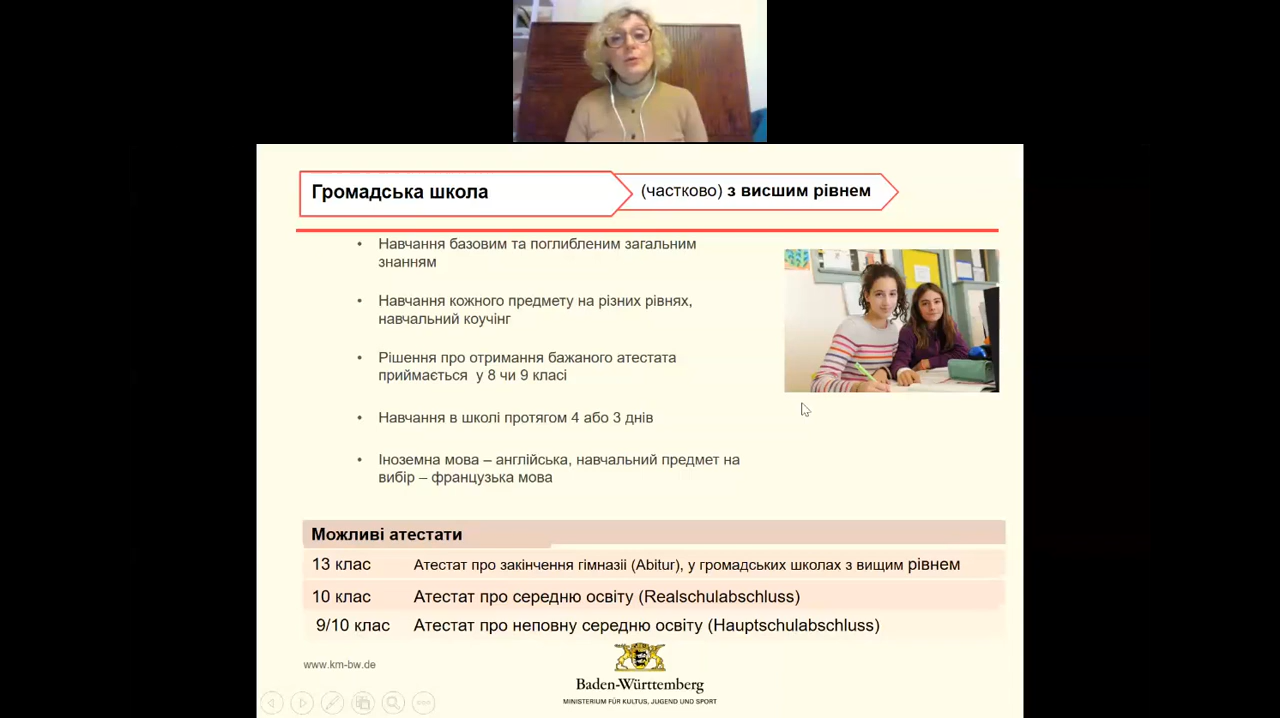 Громадська школа
(частково) з висшим рівнем
• Навчання базовим та поглибленим загальним
знанням
• Навчання кожного предмету на різних рівнях,
навчальний коучінг
• Рішення про отримання бажаного атестата
приймається у 8 чи 9 класі
• Навчання в школі протягом 4 або 3 днів
• Іноземна мова – англійська, навчальний предмет на
вибір – французька мова
Можливі атестати
13 клас Атестат про закінчення гімназії (Abitur), у громадських школах з вищим рівнем
10 клас Атестат про середню освіту (Realschulabschluss)
9/10 клас Атестат про неповну середню освіту (Hauptschulabschluss)
www.km-bw.de
Baden-Württemberg
MINISTERIUM FÜR KULTUS, JUGEND UND SPORT